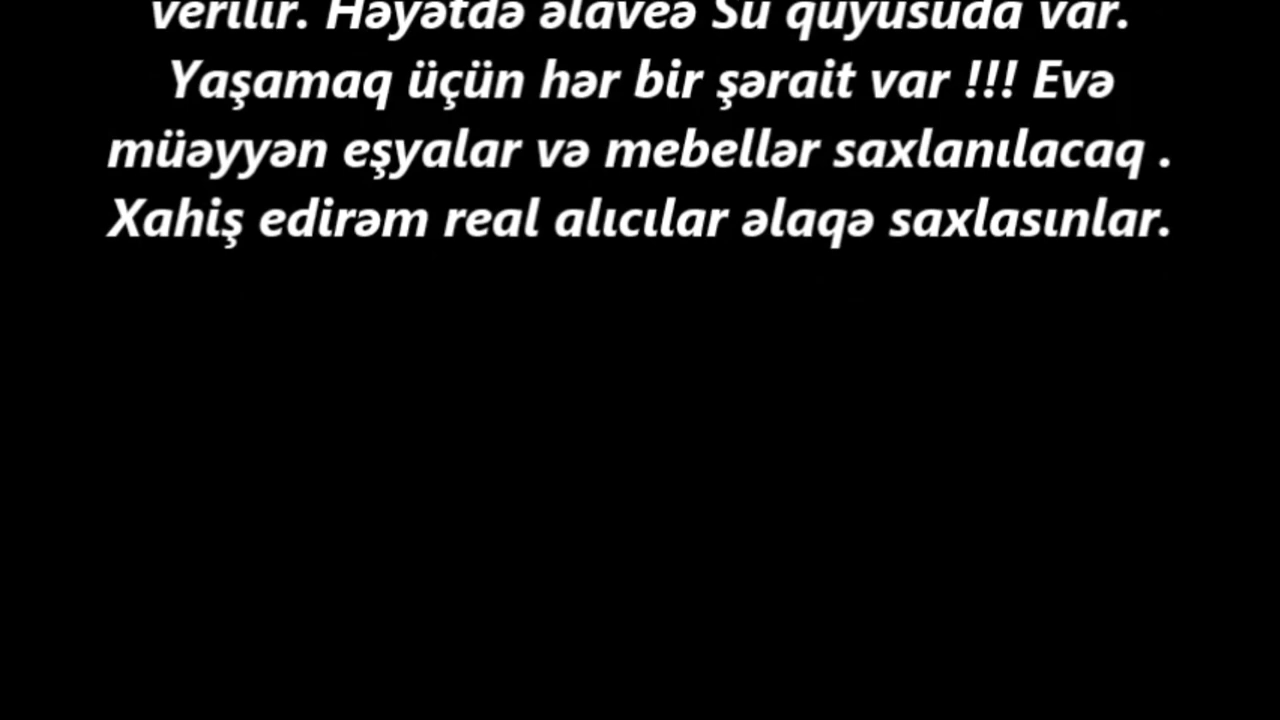 verilir. Həyətdə əlaveə Su quyusuda var.
Yaşamaq üçün hər bir şərait var !!! Evə
müəyyən eşyalar və mebellər saxlanılacaq .
Xahiş edirəm real alıcılar əlaqə saxlasınlar.